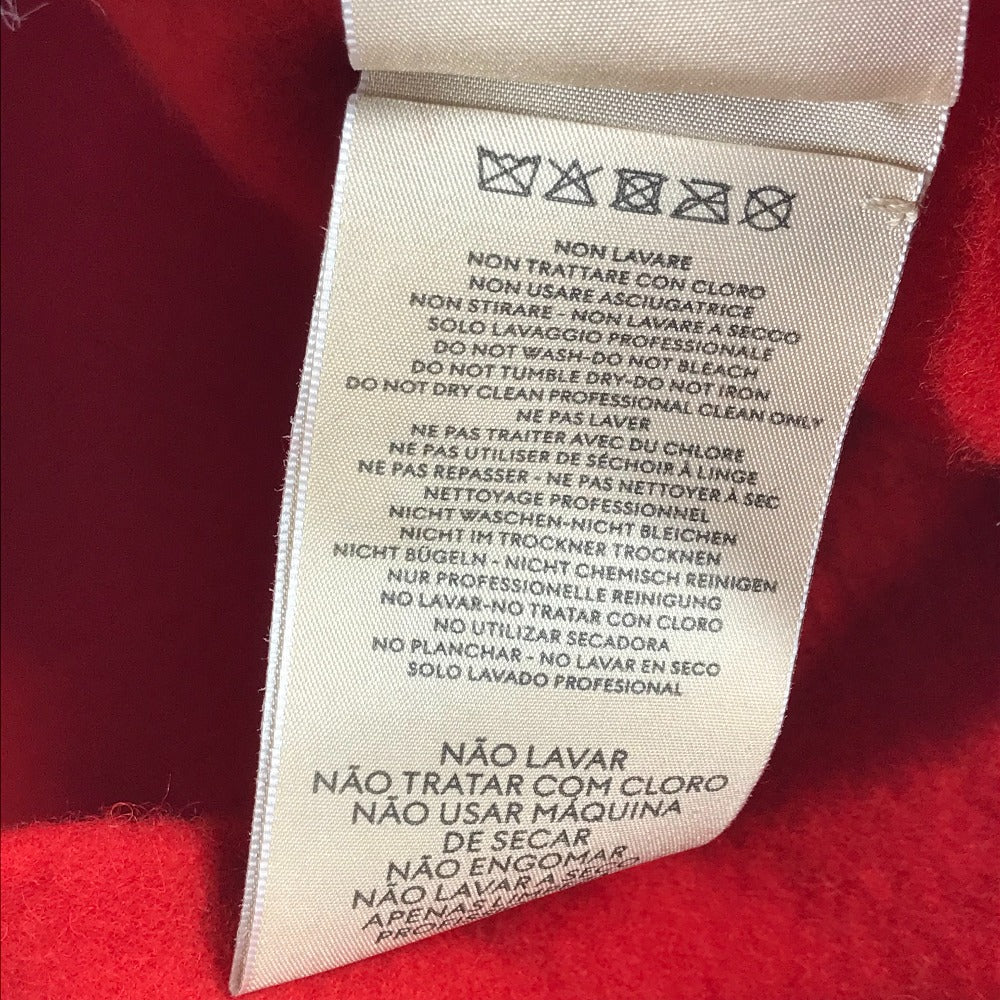 NON LAVARE
NON TRATTARE CON CLORO
NON USARE ASCIUGATRICE
NON STIRARE - NON LAVARE A SECCO
SOLO LAVAGGIO PROFESSIONALE
DO NOT WASH-DO NOT BLEACH
DO NOT TUMBLE DRY-DO NOT IRON
DO NOT DRY CLEAN PROFESSIONAL CLEAN ONLY
NE PAS LAVER
NE PAS TRAITER AVEC DU CHLORE
NE PAS UTILISER DE SÉCHOIR À LINGE
NE PAS REPASSER - NE PAS NETTOYER À SEC
NETTOYAGE PROFESSIONNEL
NICHT WASCHEN-NICHT BLEICHEN
NICHT IM TROCKNER TROCKNEN
NICHT BÜGELN - NICHT CHEMISCH REINIGEN
NUR PROFESSIONELLE REINIGUNG
NO LAVAR-NO TRATAR CON CLORO
NO UTILIZAR SECADORA
NO PLANCHAR - NO LAVAR EN SECO
SOLO LAVADO PROFESIONAL
NÃO LAVAR
NÃO TRATAR COM CLORO
NÃO USAR MÁQUINA
DE SECAR
NÃO ENGOMAR
NÃO LAVAR A SECO
APENAS